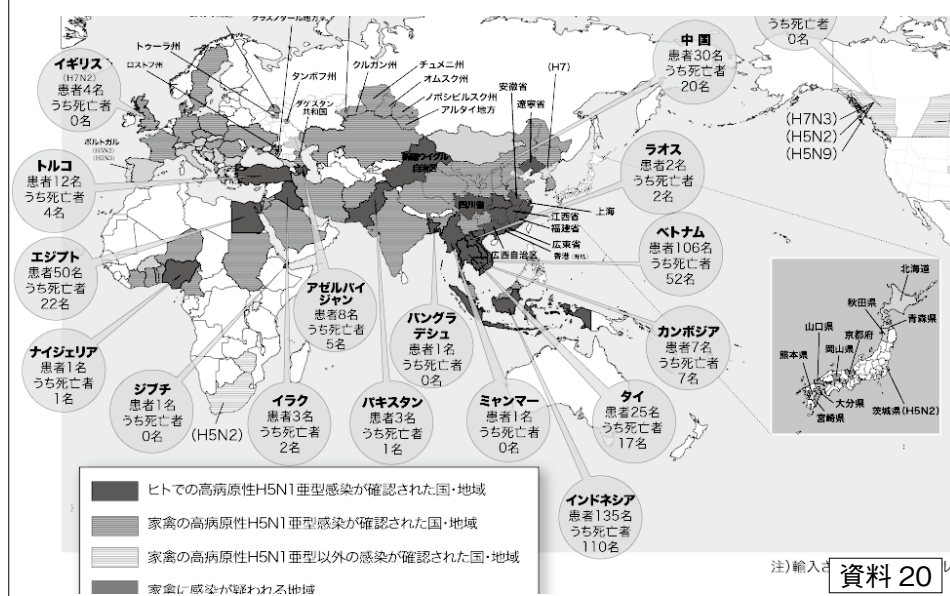 トゥーラ州
ロストフ州
タンボフ州
ダゲスタン
共和国
クルガン州
チュメニ州
オムスク州
ノボシビルスク州
アルタイ地方
安徽省
遼寧省
(H7)
イギリス
(H7N2)
患者4名
うち死亡者
0名
ポルトガル
中 国
患者30名
うち死亡者
20名
うち死亡者
0名
(H7N3)
(H5N2)
(H5N9)
新疆ウイグル
自治区
四川省
上海
江西省
福建省
広東省
香港
広西自治区
トルコ
患者12名
うち死亡者
4名
エジプト
患者50名
うち死亡者
22名
ナイジェリア
患者1名
うち死亡者
1名
ジプチ
患者1名
うち死亡者
0名
(H5N2)
アゼルバイ
ジャン
患者8名
うち死亡者
5名
イラク
患者3名
うち死亡者
2名
パキスタン
患者3名
うち死亡者
1名
バングラ
デシュ
患者1名
うち死亡者
0名
ミャンマー
患者1名
うち死亡者
0名
タイ
患者25名
うち死亡者
17名
インドネシア
患者135名
うち死亡者
110名
カンボジア
患者7名
うち死亡者
7名
ベトナム
患者106名
うち死亡者
52名
ラオス
患者2名
うち死亡者
2名
北海道
秋田県
青森県
山口県
京都府
岡山県
熊本県
大分県
茨城県(H5N2)
宮崎県
ヒトでの高病原性H5N1亜型感染が確認された国・地域
家禽の高病原性H5N1亜型感染が確認された国・地域
家禽の高病原性H5N1亜型以外の感染が確認された国・地域
家禽に感染が疑われる地域
注)輸入さ
資料 20